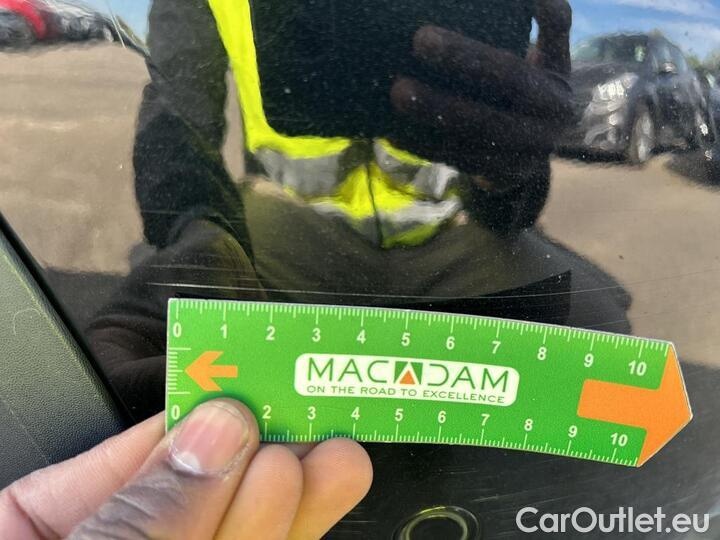 0 1 2 3 4 5 6 7 8 9 10
MACADAM
ON THE ROAD TO EXCELLENCE
0 2 3 4 5 6 7 8 9 10
CarOutlet.eu